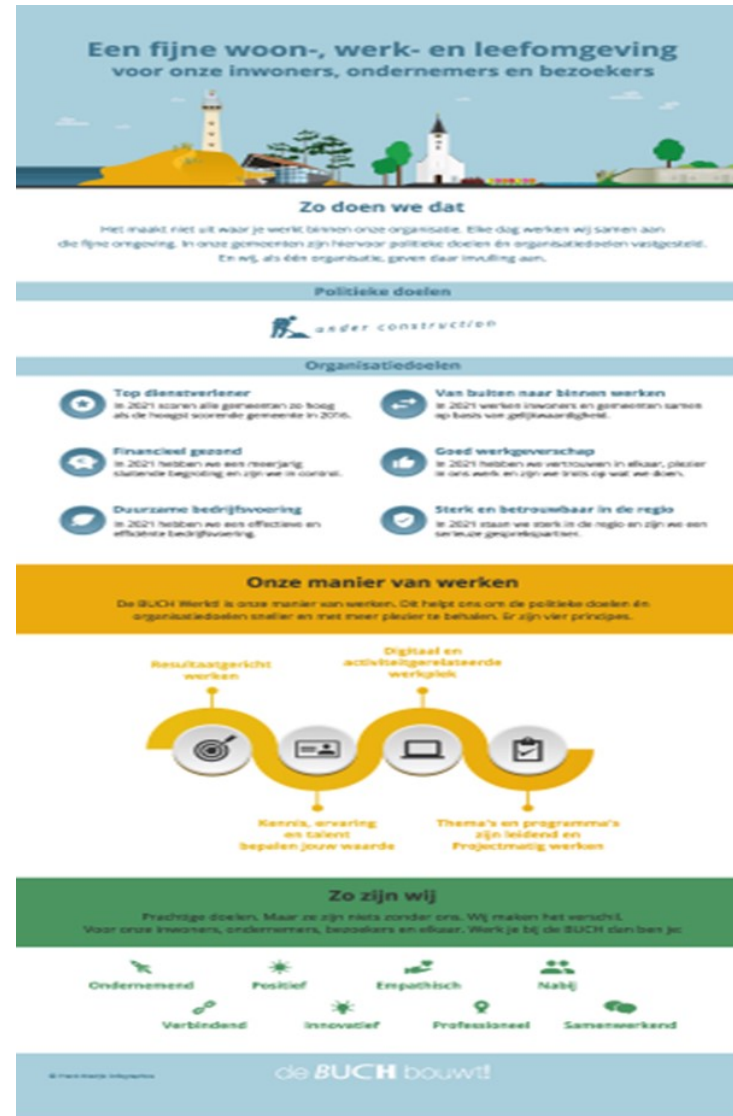 Een fijne woon-, werk- en leefomgeving
voor onze inwoners, ondernemers en bezoekers
Zo doen we dat
Het maakt niet uit waar je werkt binnen onze organisatie. Elke dag werken wij samen aan
die fijne omgeving. In onze gemeenten zijn hiervoor politieke doelen én organisatiedoelen vastgesteld.
En wij, als één organisatie, geven daar invulling aan.
Politieke doelen
under construction
Organisatiedoelen
Top dienstverlener
In 2021 scoren alle gemeenten zo hoog
als de hoogst scorende gemeente in 2016.
Van buiten naar binnen werken
In 2021 werken inwoners en gemeenten samen
op basis van gelijkwaardigheid.
Financieel gezond
In 2021 hebben we een meerjarig
sluitende begroting en zijn we in control.
Goed werkgeverschap
In 2021 hebben we vertrouwen in elkaar, plezier
in ons werk en zijn we trots op wat we doen.
Duurzame bedrijfsvoering
In 2021 hebben we een effectieve en
efficiënte bedrijfsvoering.
Sterk en betrouwbaar in de regio
In 2021 staan we sterk in de regio en zijn we een
serieuze gesprekspartner.
Onze manier van werken
De BUCH Werkt! is onze manier van werken. Dit helpt ons om de politieke doelen én
organisatiedoelen sneller en met meer plezier te behalen. Er zijn vier principes.
Resultaatgericht
werken
Digitaal en
activiteitgerelateerde
werkplek
Kennis, ervaring
en talent
bepalen jouw waarde
Thema's en programma's
zijn leidend en
Projectmatig werken
Zo zijn wij
Prachtige doelen. Maar ze zijn niets zonder ons. Wij maken het verschil.
Voor onze inwoners, ondernemers, bezoekers en elkaar. Werk je bij de BUCH dan ben je:
Ondernemend
Positief
Empathisch
Nabij
Verbindend
Innovatief
Professioneel
Samenwerkend
de BUCH bouwt!